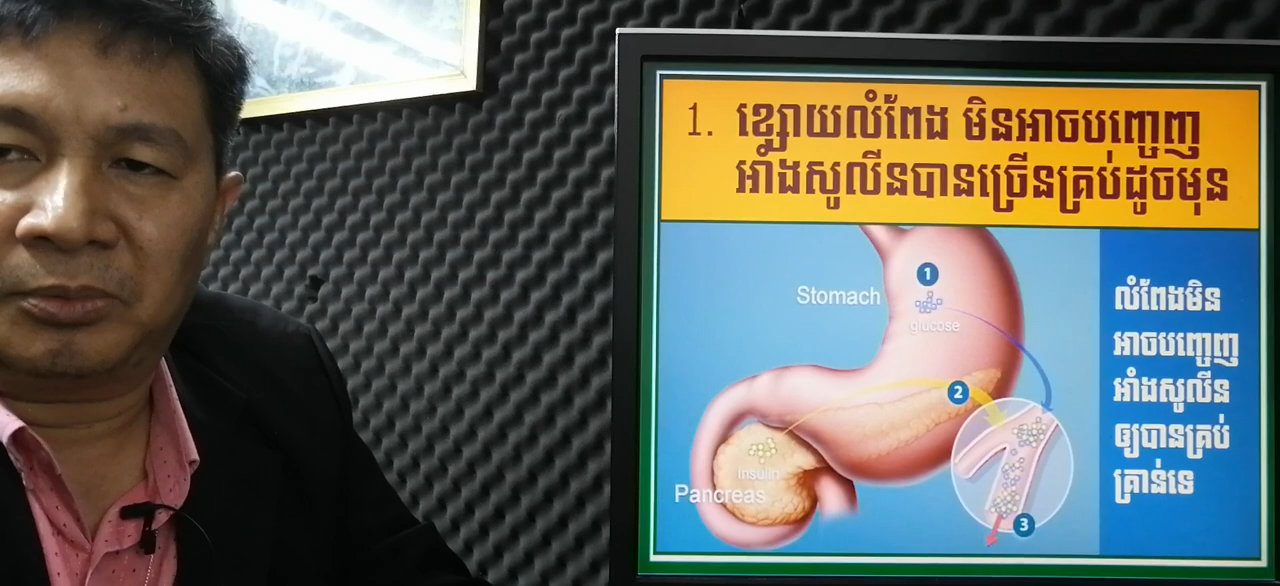 1. ខ្សោយលំពែង មិនអាចបញ្ចេញ
អាំងសូលីនបានច្រើនគ្រប់ដូចមុន
1
Stomach
glucose
2
Insulin
Pancreas
3
លំពែងមិន
អាចបញ្ចេញ
អាំងសូលីន
ឲ្យបានគ្រប់
គ្រាន់ទេ